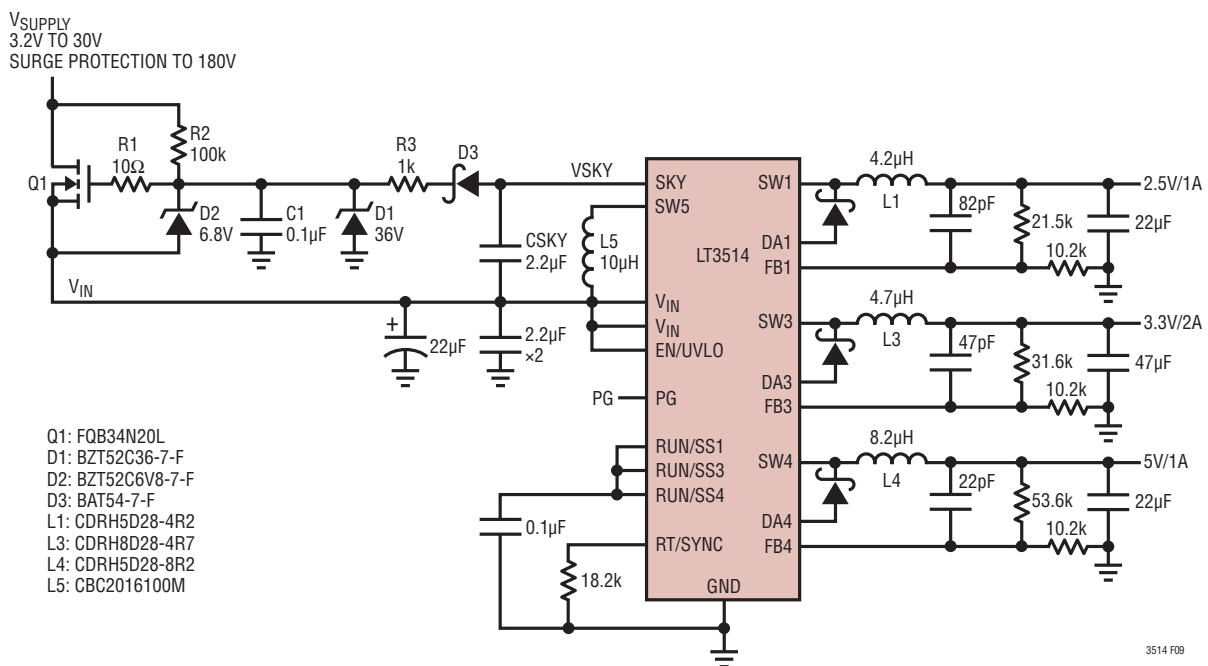 VSUPPLY
3.2V TO 30V
SURGE PROTECTION TO 180V
R1
10Ω
R2
100k
Q1
D2
6.8V
C1
0.1µF
D1
36V
R3
1k
D3
VSKY
CSKY
2.2µF
L5
10µH
VIN
+
22µF
2.2µF
×2
PG
0.1µF
18.2k
SKY
SW5
VIN
VIN
EN/UVLO
PG
RUN/SS1
RUN/SS3
RUN/SS4
RT/SYNC
GND
LT3514
SW1
DA1
FB1
SW3
DA3
FB3
SW4
DA4
FB4
4.2µH
L1
82pF
21.5k
10.2k
22µF
2.5V/1A
4.7µH
L3
47pF
31.6k
10.2k
47µF
3.3V/2A
8.2µH
L4
22pF
53.6k
10.2k
22µF
5V/1A
Q1: FQB34N20L
D1: BZT52C36-7-F
D2: BZT52C6V8-7-F
D3: BAT54-7-F
L1: CDRH5D28-4R2
L3: CDRH8D28-4R7
L4: CDRH5D28-8R2
L5: CBC2016100M
3514 F09